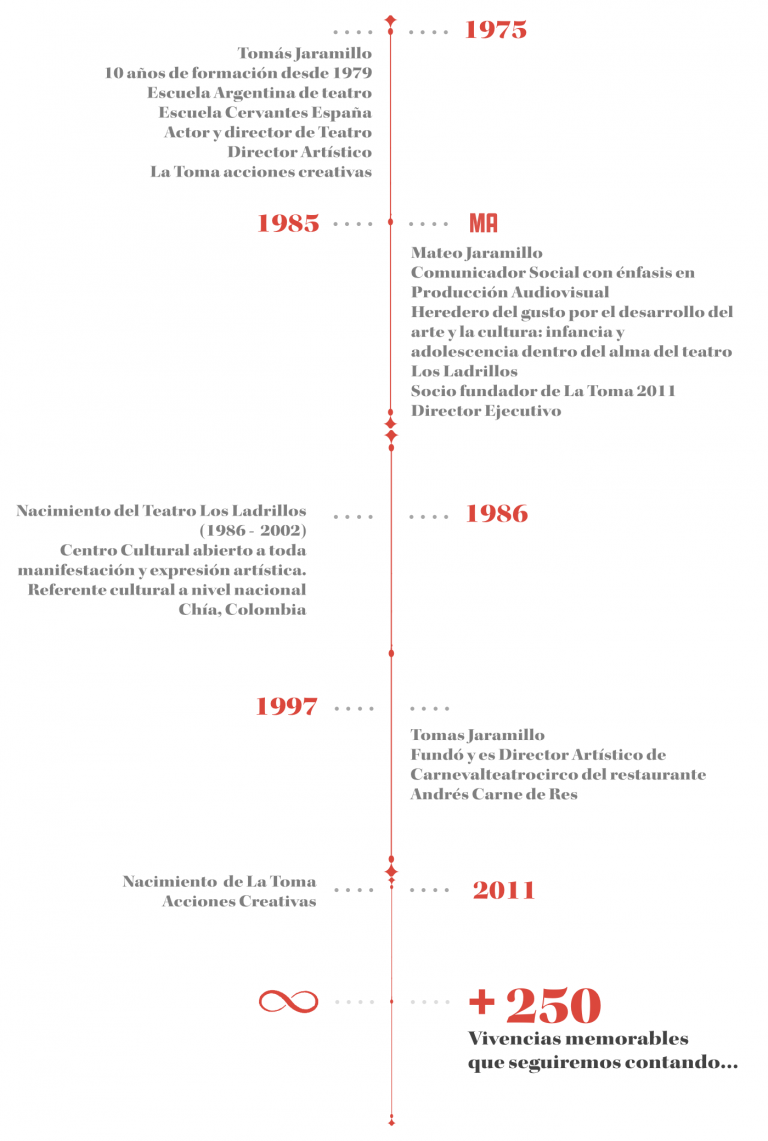 1975
Tomás Jaramillo
10 años de formación desde 1979
Escuela Argentina de teatro
Escuela Cervantes España
Actor y director de Teatro
Director Artístico
La Toma acciones creativas
1985
MA
Mateo Jaramillo
Comunicador Social con énfasis en
Producción Audiovisual
Heredero del gusto por el desarrollo del
arte y la cultura: infancia y
adolescencia dentro del alma del teatro
Los Ladrillos
Socio fundador de La Toma 2011
Director Ejecutivo
1986
Nacimiento del Teatro Los Ladrillos
(1986 - 2002)
Centro Cultural abierto a toda
manifestación y expresión artística.
Referente cultural a nivel nacional
Chía, Colombia
1997
Tomas Jaramillo
Fundó y es Director Artístico de
Carnevalteatrocirco del restaurante
Andrés Carne de Res
2011
Nacimiento de La Toma
Acciones Creativas
∞
+ 250
Vivencias memorables
que seguiremos contando...